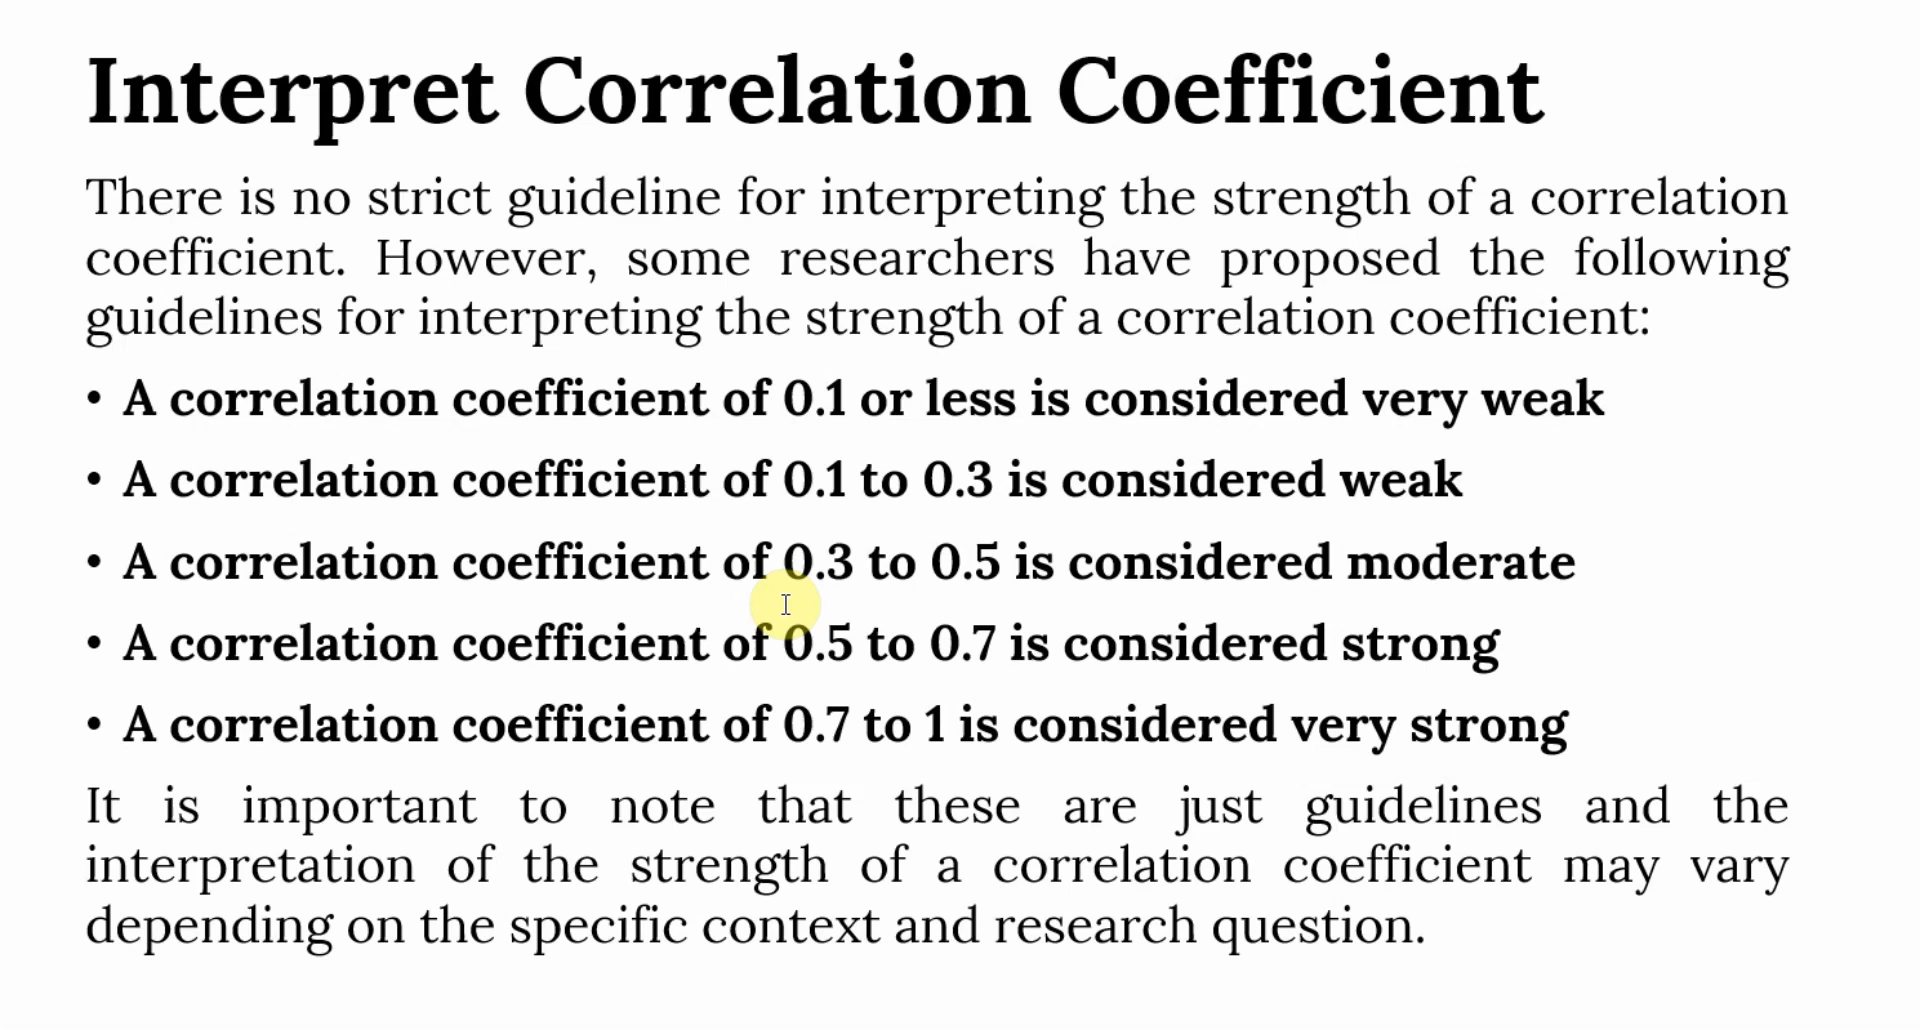 Interpret Correlation Coefficient
There is no strict guideline for interpreting the strength of a correlation
coefficient. However, some researchers have proposed the following
guidelines for interpreting the strength of a correlation coefficient:
• A correlation coefficient of 0.1 or less is considered very weak
• A correlation coefficient of 0.1 to 0.3 is considered weak
• A correlation coefficient of 0.3 to 0.5 is considered moderate
• A correlation coefficient of 0.5 to 0.7 is considered strong
• A correlation coefficient of 0.7 to 1 is considered very strong
It is important to note that these are just guidelines and the
interpretation of the strength of a correlation coefficient may vary
depending on the specific context and research question.